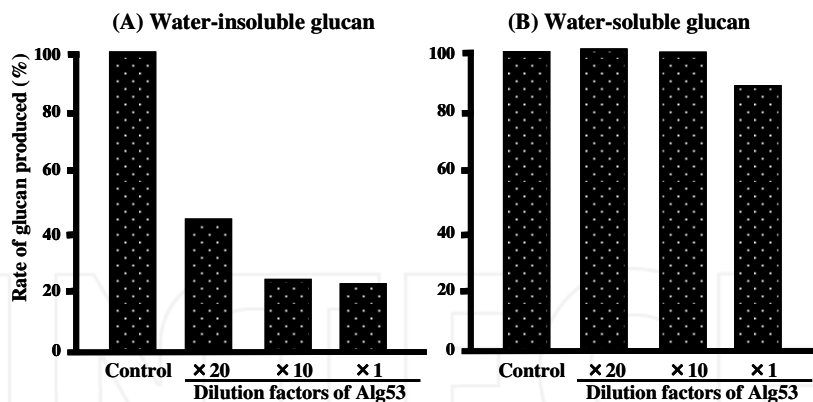 (A) Water-insoluble glucan
Rate of glucan produced (%)
100
80
60
40
20
0
Control ×20 ×10 ×1
Dilution factors of Alg53
(B) Water-soluble glucan
100
80
60
40
20
0
Control ×20 ×10 ×1
Dilution factors of Alg53